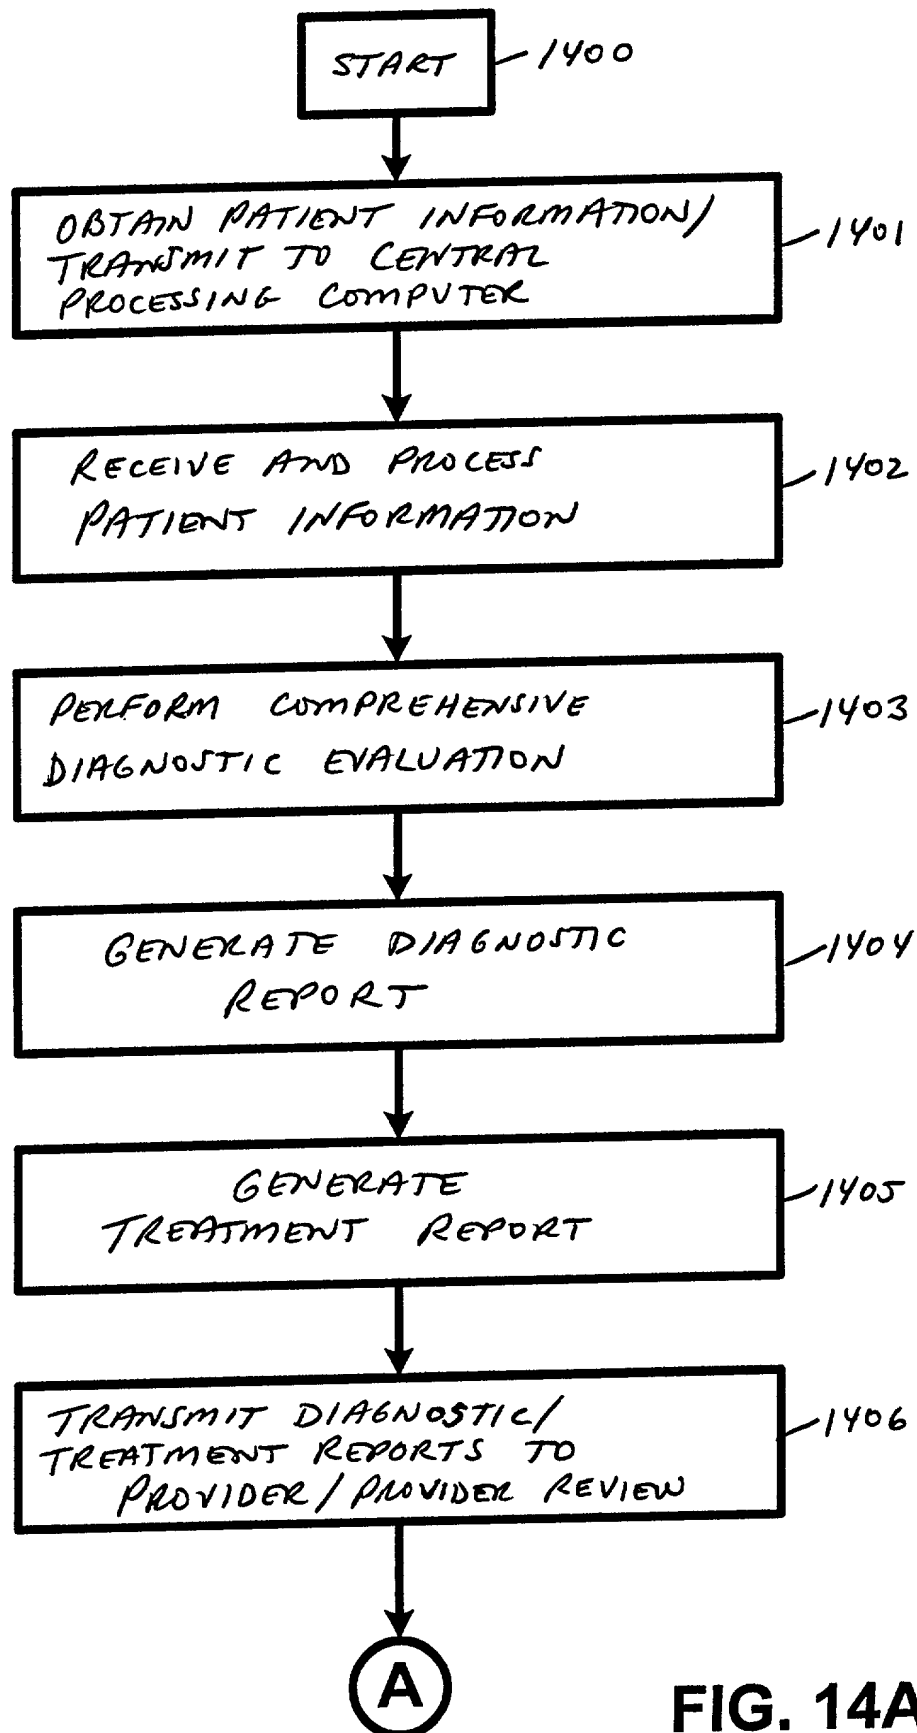 START
1400
OBTAIN PATIENT INFORMATION/
TRANSMIT TO CENTRAL
PROCESSING COMPUTER
1401
RECEIVE AND PROCESS
PATIENT INFORMATION
1402
PERFORM COMPREHENSIVE
DIAGNOSTIC EVALUATION
1403
GENERATE DIAGNOSTIC
REPORT
1404
GENERATE
TREATMENT REPORT
1405
TRANSMIT DIAGNOSTIC/
TREATMENT REPORTS TO
PROVIDER/PROVIDER REVIEW
1406
A
FIG. 14A